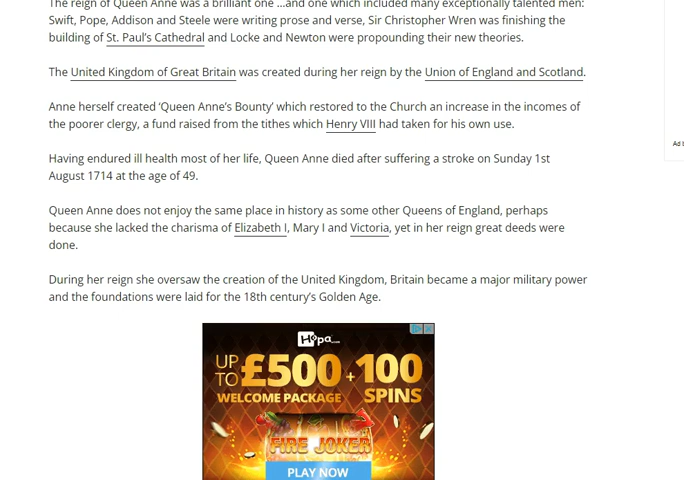 The reign of Queen Anne was a brilliant one ...and one which included many exceptionally talented men:
Swift, Pope, Addison and Steele were writing prose and verse, Sir Christopher Wren was finishing the
building of St. Paul's Cathedral and Locke and Newton were propounding their new theories.
The United Kingdom of Great Britain was created during her reign by the Union of England and Scotland.
Anne herself created 'Queen Anne's Bounty' which restored to the Church an increase in the incomes of
the poorer clergy, a fund raised from the tithes which Henry VIII had taken for his own use.
Having endured ill health most of her life, Queen Anne died after suffering a stroke on Sunday 1st
August 1714 at the age of 49.
Queen Anne does not enjoy the same place in history as some other Queens of England, perhaps
because she lacked the charisma of Elizabeth I, Mary I and Victoria, yet in her reign great deeds were
done.
During her reign she oversaw the creation of the United Kingdom, Britain became a major military power
and the foundations were laid for the 18th century's Golden Age.
Hopa
UP TO £500 + 100
WELCOME PACKAGE SPINS
FIRE JOKER
PLAY NOW
Ad